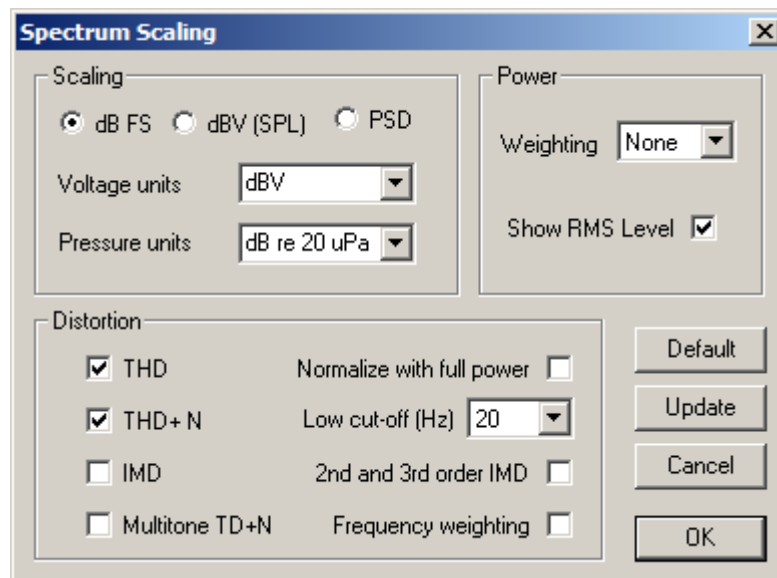 Spectrum Scaling
Scaling
dB FS dBV (SPL) PSD
Voltage units dBV
Pressure units dB re 20 uPa
Power
Weighting None
Show RMS Level
Distortion
THD Normalize with full power
THD+ N Low cut-off (Hz) 20
IMD 2nd and 3rd order IMD
Multitone TD+N Frequency weighting
Default
Update
Cancel
OK